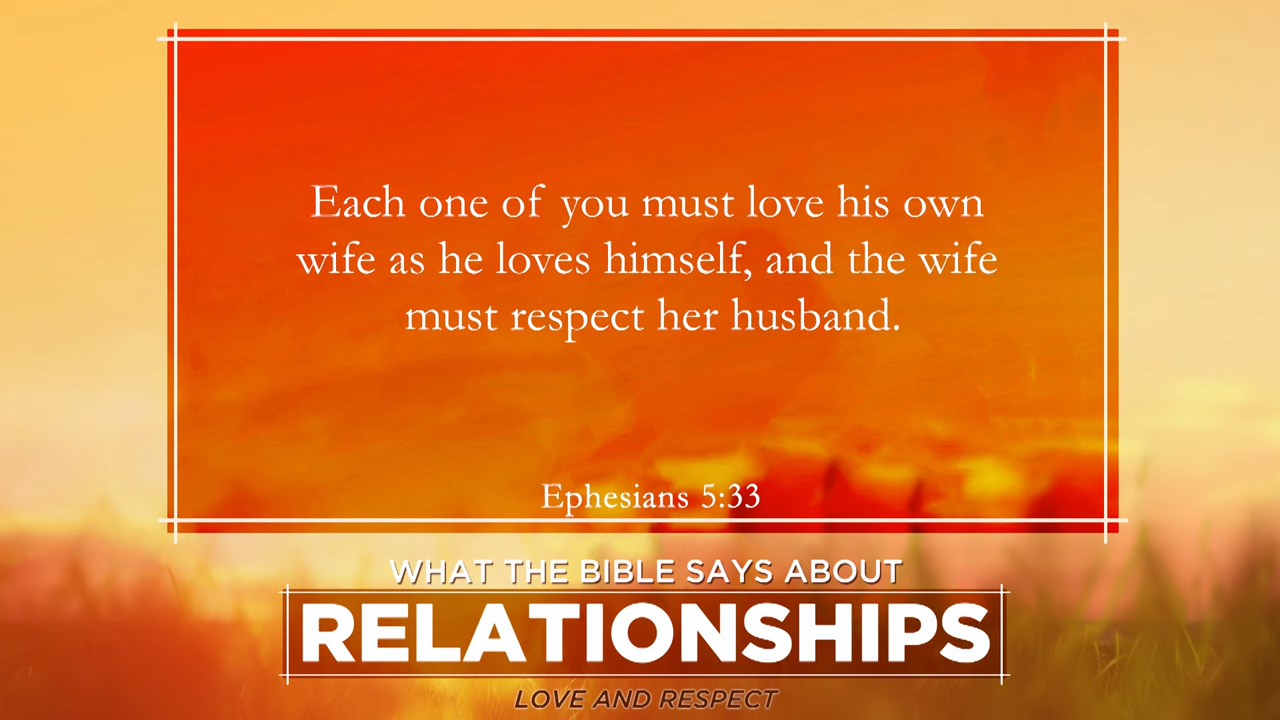 Each one of you must love his own
wife as he loves himself, and the wife
must respect her husband.
Ephesians 5:33
WHAT THE BIBLE SAYS ABOUT
RELATIONSHIPS
LOVE AND RESPECT